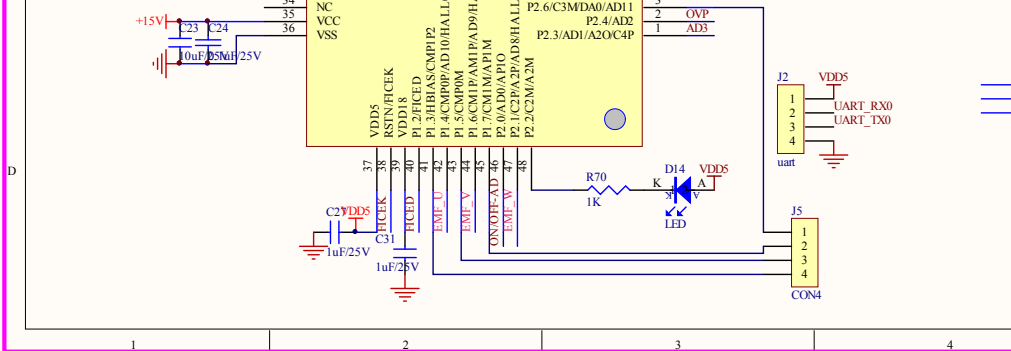 34 NC
35 VCC
36 VSS
+15V
C23
C24
10uF/25V
P2.6/C3M/DA0/AD11 3
P2.4/AD2 2 OVP
P2.3/AD1/A2O/C4P 1 AD3
VDD5
RSTN/FICEK
VDD18
P1.2/FICED
P1.3/HBIAS/CMP1P2
P1.4/CMP0P/AD10/HALL
P1.5/CMP0M
P1.6/CM1P/AM1P/AD9/H
P1.7/CM1M/AP1M
P2.0/AD0/AP1O
P2.1/C2P/A2P/AD8/HALL
P2.2/C2M/A2M
37
38
39
40
41
42
43
44
45
46
47
48
FICEK
FICED
EMF_U
EMF_V
ON/OFF-AD
EMF_W
VDD5
1uF/25V
C31
1uF/25V
R70
1K
D14
K
A
VDD5
LED
J2
VDD5
1
2 UART_RX0
3 UART_TX0
4
uart
J5
1
2
3
4
CON4
D
1
2
3
4